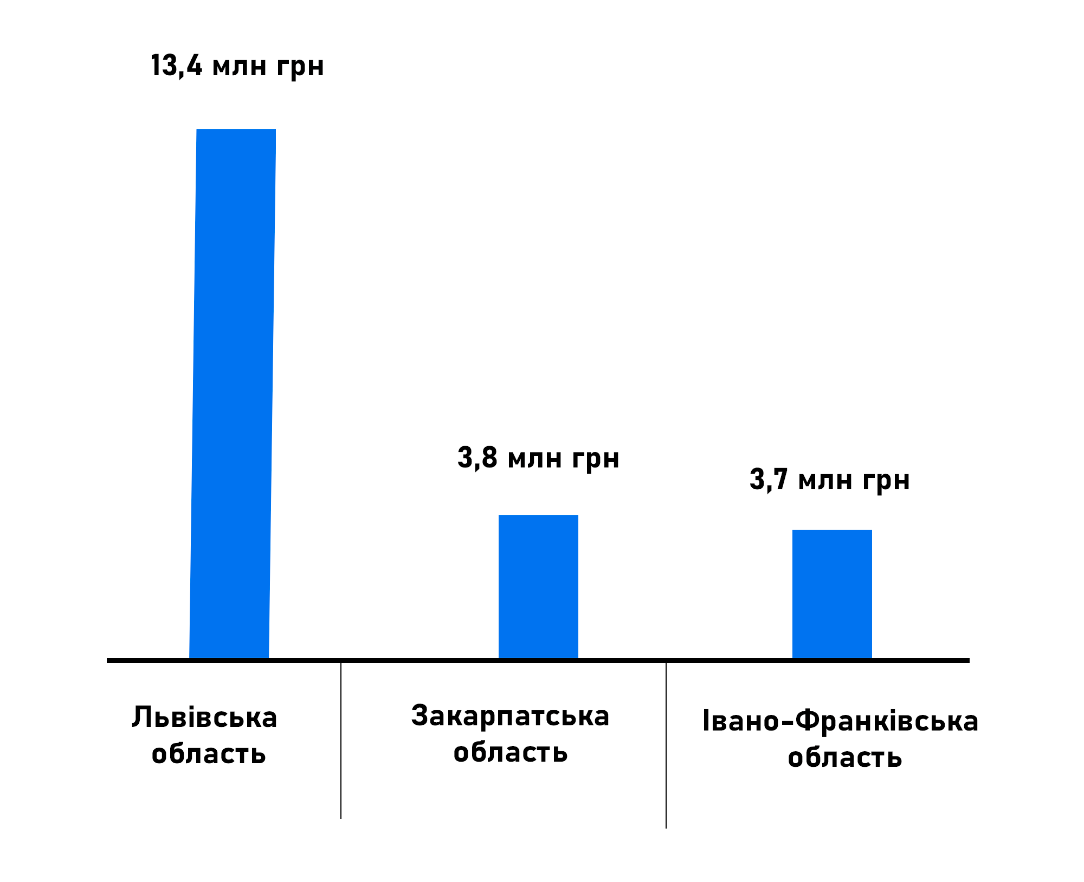 13,4 млн грн
3,8 млн грн
3,7 млн грн
Львівська
область
Закарпатська
область
Івано-Франківська
область